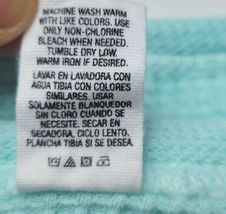 MACHINE WASH WARM
WITH LIKE COLORS. USE
ONLY NON-CHLORINE
BLEACH WHEN NEEDED.
TUMBLE DRY LOW.
WARM IRON IF DESIRED.
LAVAR EN LAVADORA CON
AGUA TIBIA CON COLORES
SIMILARES. USAR
SOLAMENTE BLANQUEDOR
SIN CLORO CUANDO SE
NECESITE. SECAR EN
SECADORA, CICLO LENTO.
PLANCHA TIBIA SI SE DESEA.